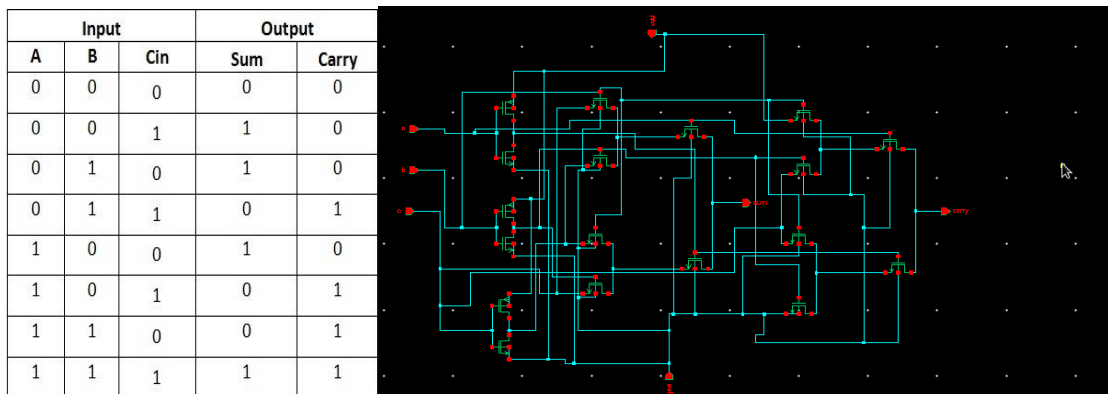 Input Output
A B Cin Sum Carry
0 0 0 0 0
0 0 1 1 0
0 1 0 1 0
0 1 1 0 1
1 0 0 1 0
1 0 1 0 1
1 1 0 0 1
1 1 1 1 1
vdd
sum
carry